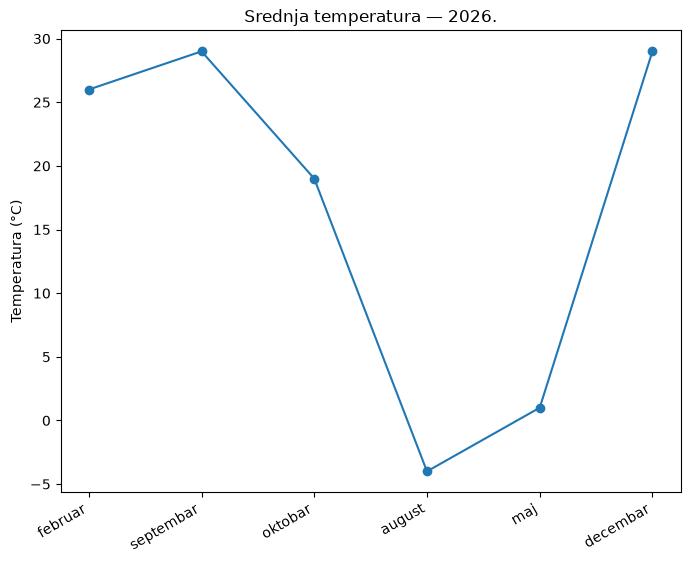 Srednja temperatura — 2026.
Temperatura (°C)
30
25
20
15
10
5
0
−5
februar
septembar
oktobar
august
maj
decembar